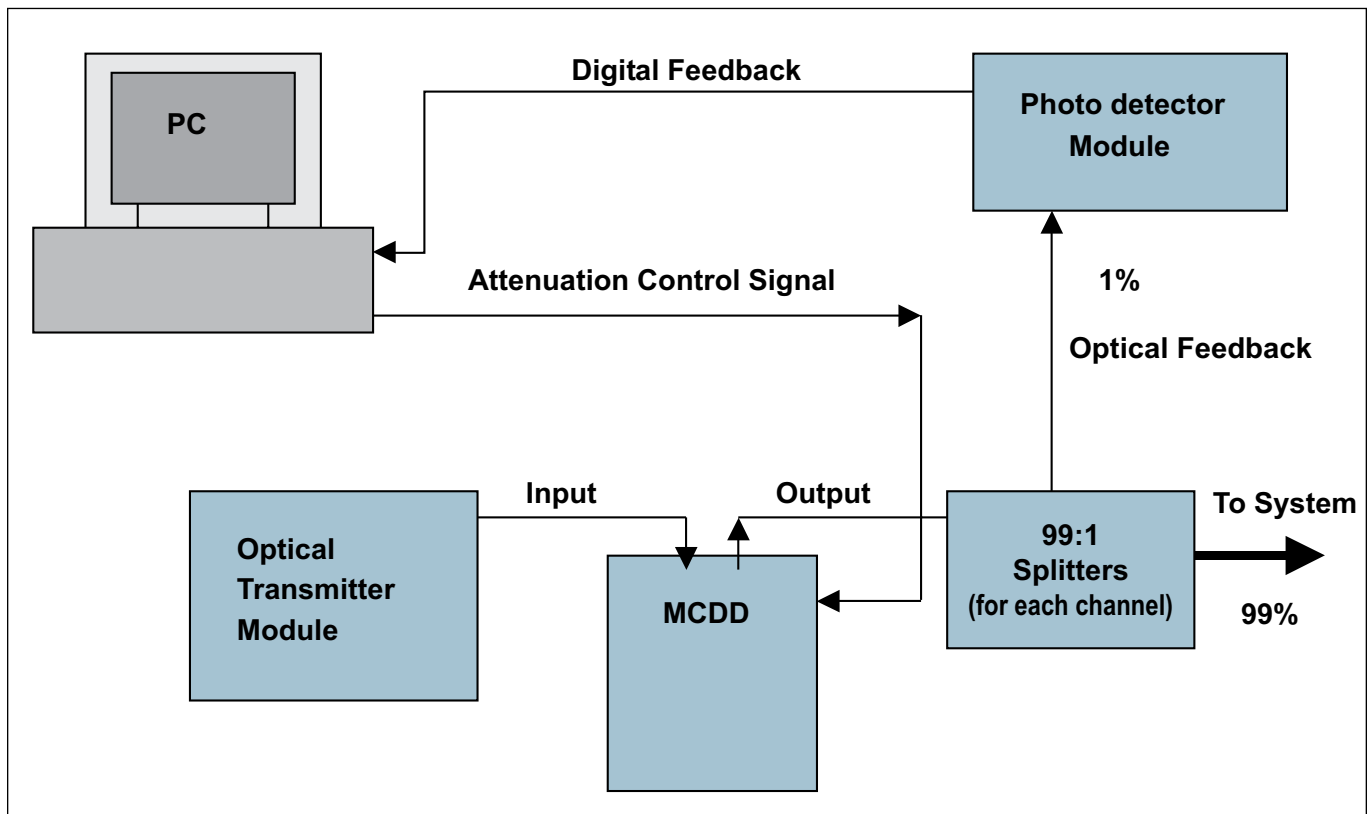 Digital Feedback
PC
Photo detector
Module
Attenuation Control Signal
1%
Optical Feedback
Input
Output
To System
Optical
Transmitter
Module
MCDD
99:1
Splitters
(for each channel)
99%